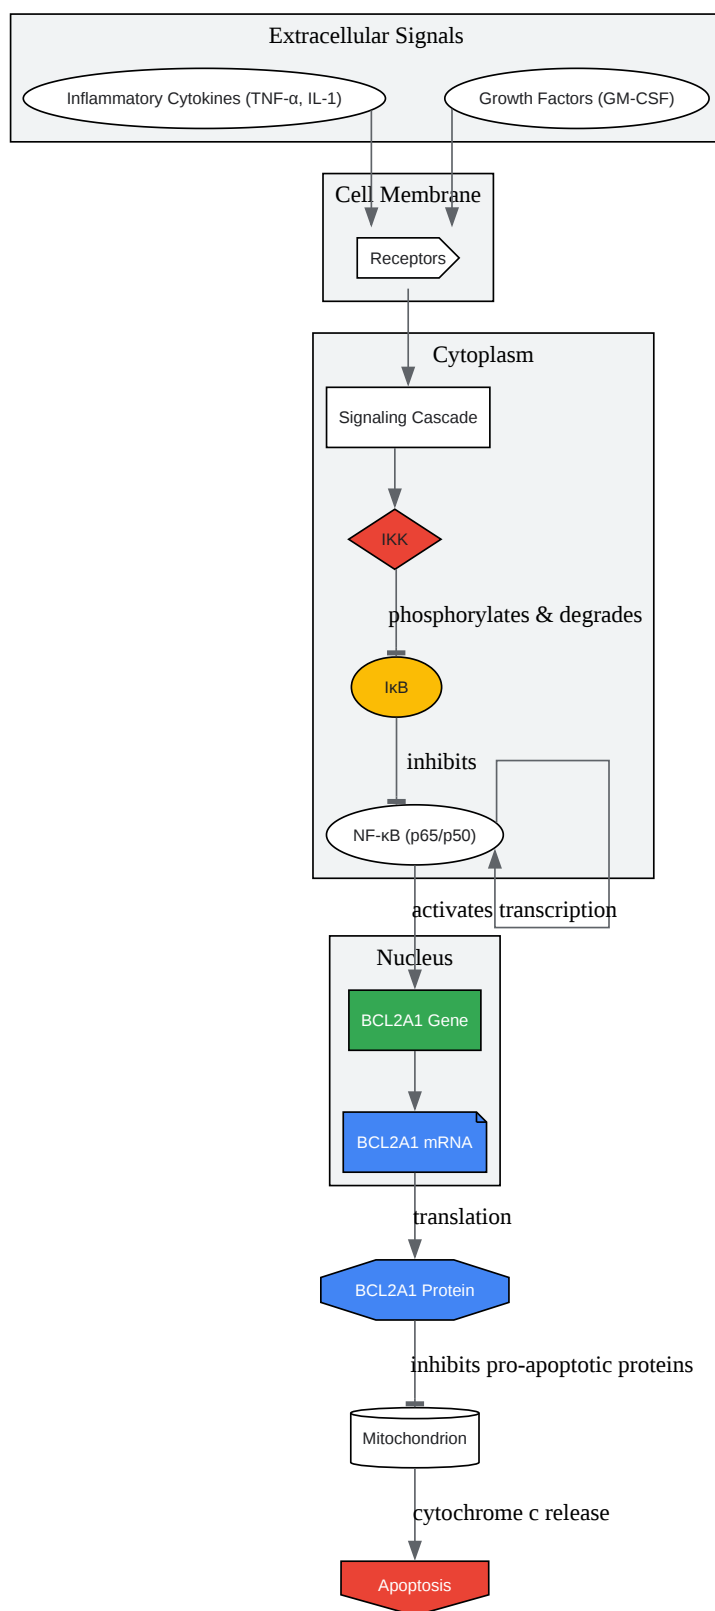 Extracellular Signals
Inflammatory Cytokines (TNF-α, IL-1)
Growth Factors (GM-CSF)
Cell Membrane
Receptors
Cytoplasm
Signaling Cascade
IKK
phosphorylates & degrades
IκB
inhibits
NF-κB (p65/p50)
activates transcription
Nucleus
BCL2A1 Gene
BCL2A1 mRNA
translation
BCL2A1 Protein
inhibits pro-apoptotic proteins
Mitochondrion
cytochrome c release
Apoptosis